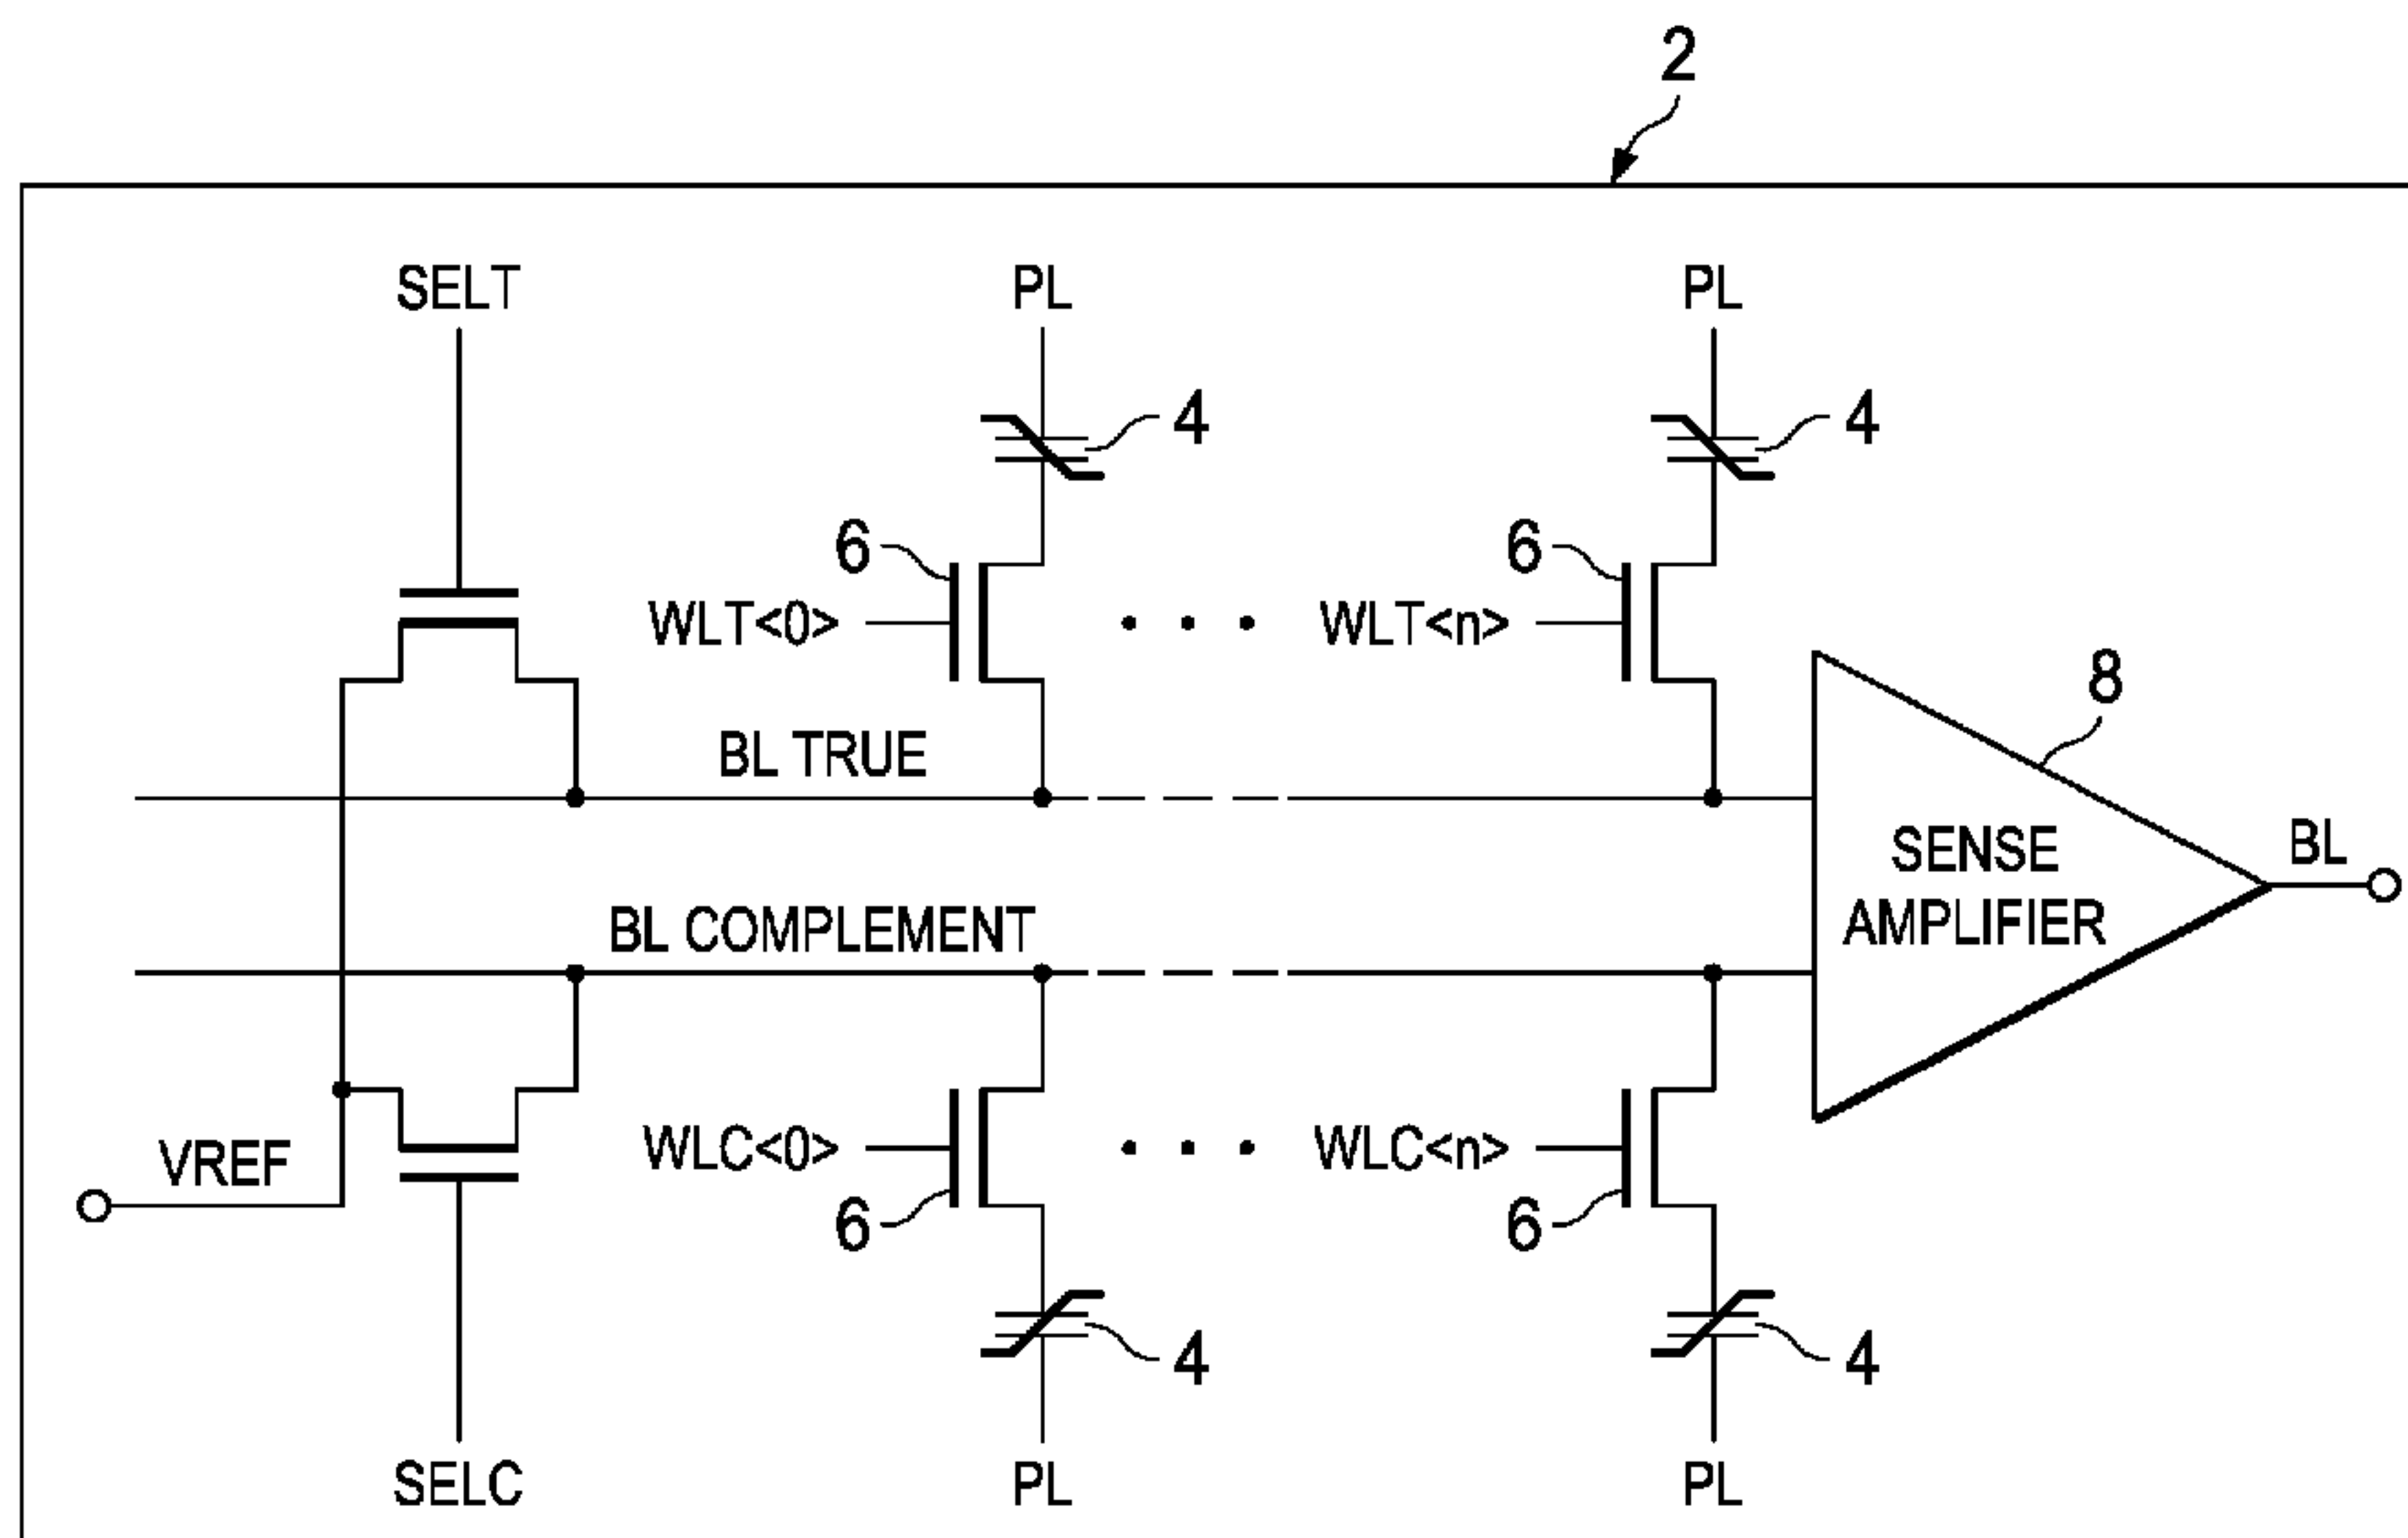 2
SELT
PL
PL
4
4
6
6
WLT<0>
WLT<n>
8
BL TRUE
SENSE
AMPLIFIER
BL
BL COMPLEMENT
VREF
WLC<0>
WLC<n>
6
6
4
4
SELC
PL
PL